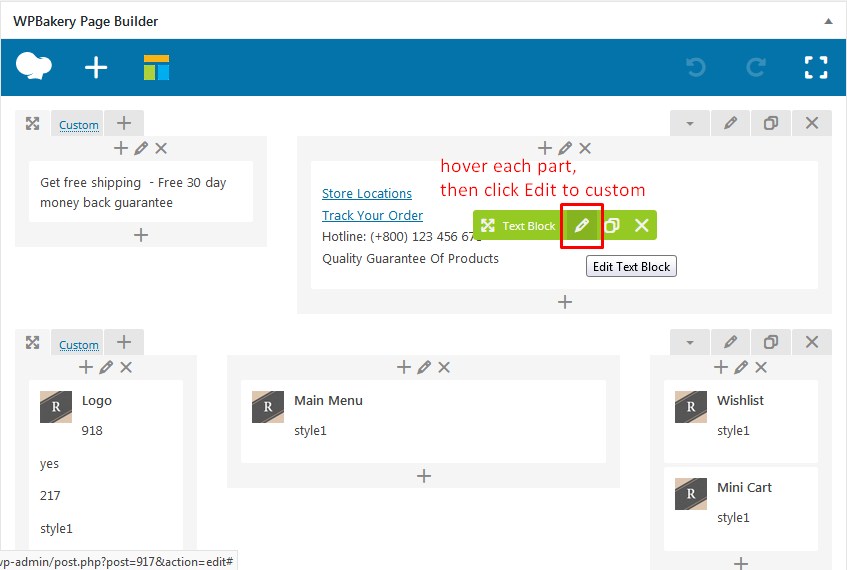 WPBakery Page Builder
Custom
Get free shipping - Free 30 day
money back guarantee
hover each part,
then click Edit to custom
Store Locations
Track Your Order
Hotline: (+800) 123 456 67
Text Block
Edit Text Block
Quality Guarantee Of Products
Custom
R
Logo
918
yes
217
style1
R
Main Menu
style1
R
Wishlist
style1
R
Mini Cart
style1
vp-admin/post.php?post=917&action=edit#